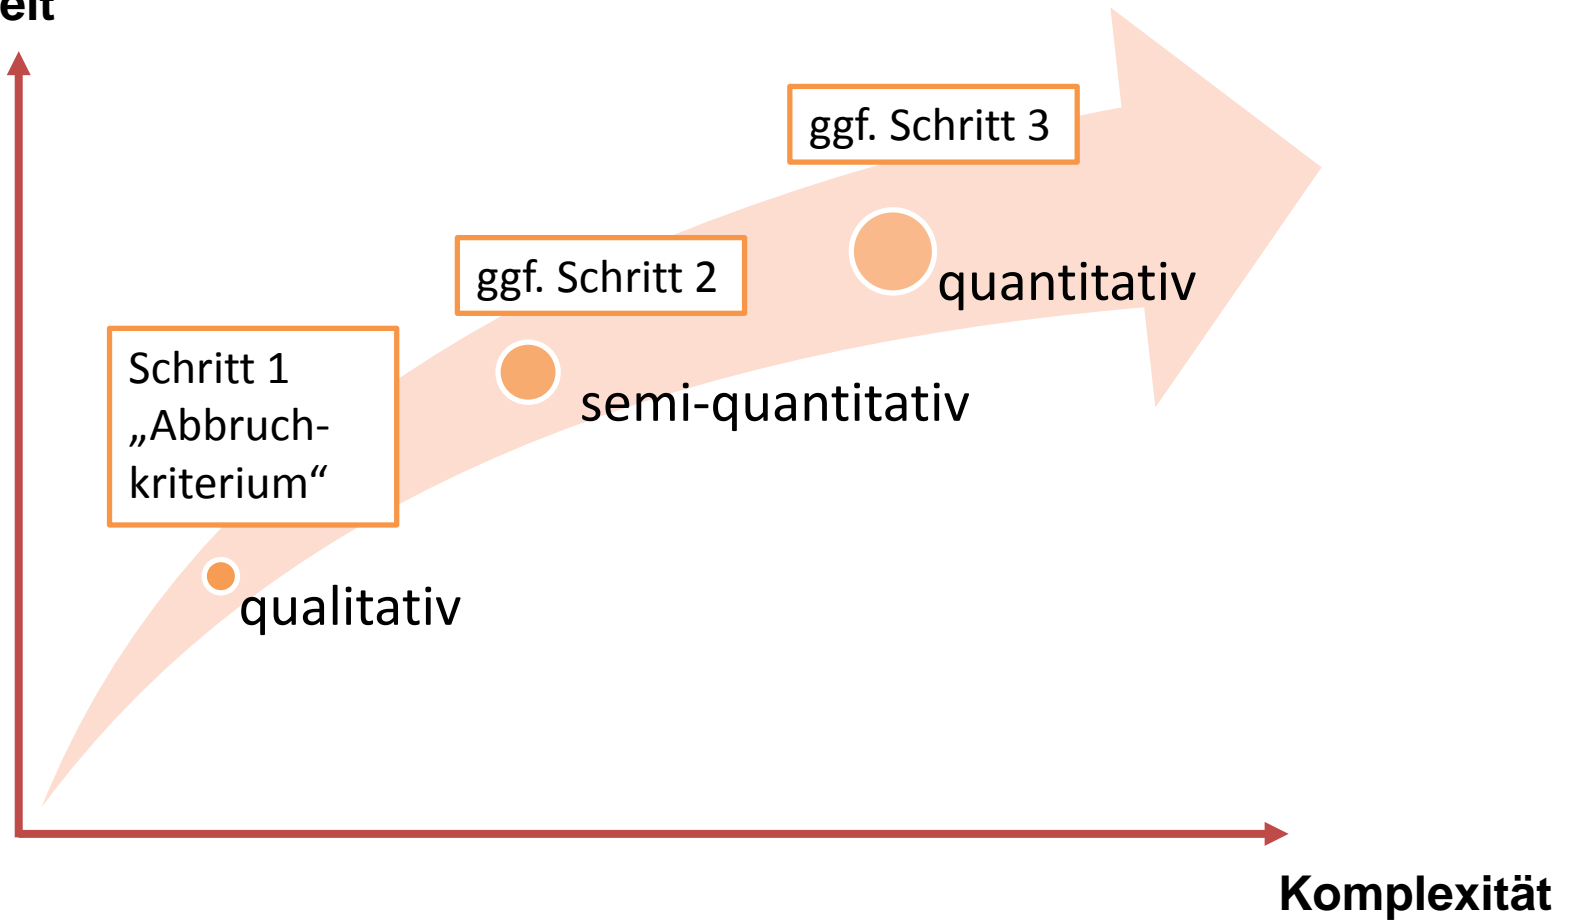 ggf. Schritt 3
ggf. Schritt 2
quantitativ
Schritt 1
„Abbruch-
kriterium“
semi-quantitativ
qualitativ
Komplexität